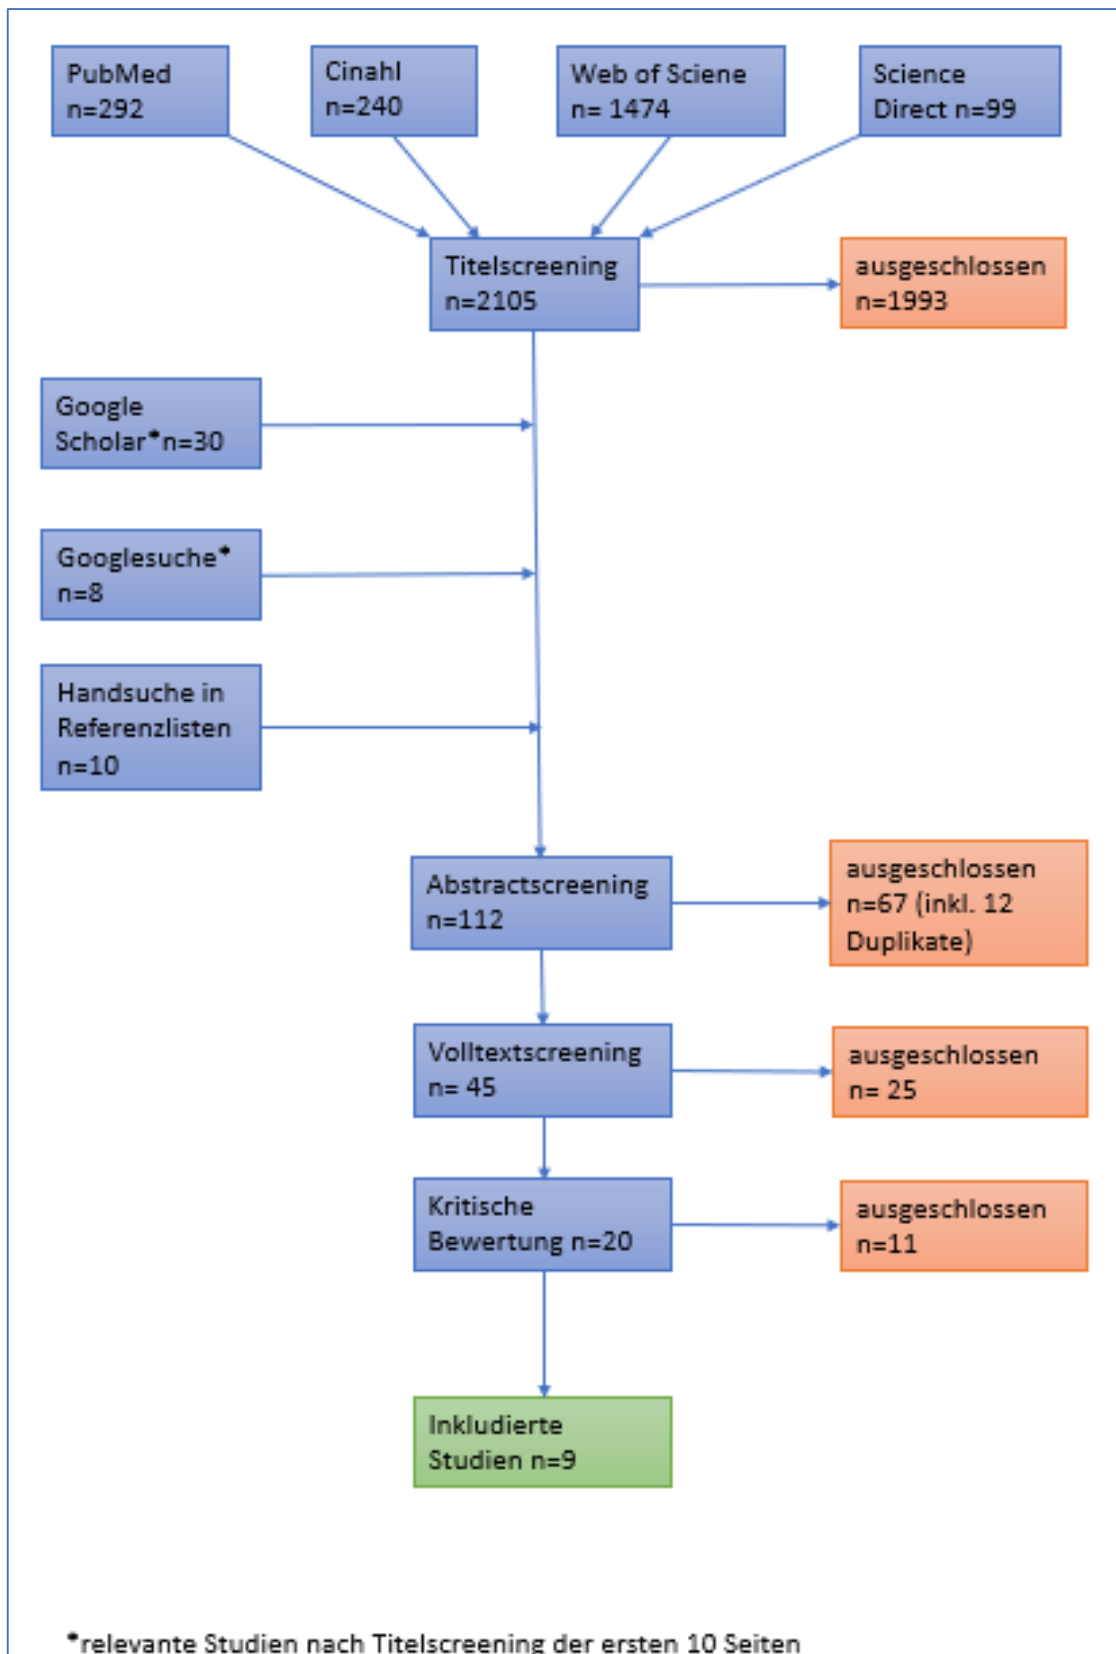 PubMed
n=292
Cinahl
n=240
Web of Sciene
n= 1474
Science
Direct n=99
Titelscreening
n=2105
ausgeschlossen
n=1993
Google
Scholar*n=30
Googlesuche*
n=8
Handsuche in
Referenzlisten
n=10
Abstractscreening
n=112
ausgeschlossen
n=67 (inkl. 12
Duplikate)
Volltextscreening
n= 45
ausgeschlossen
n= 25
Kritische
Bewertung n=20
ausgeschlossen
n=11
Inkludierte
Studien n=9
*relevante Studien nach Titelscreening der ersten 10 Seiten